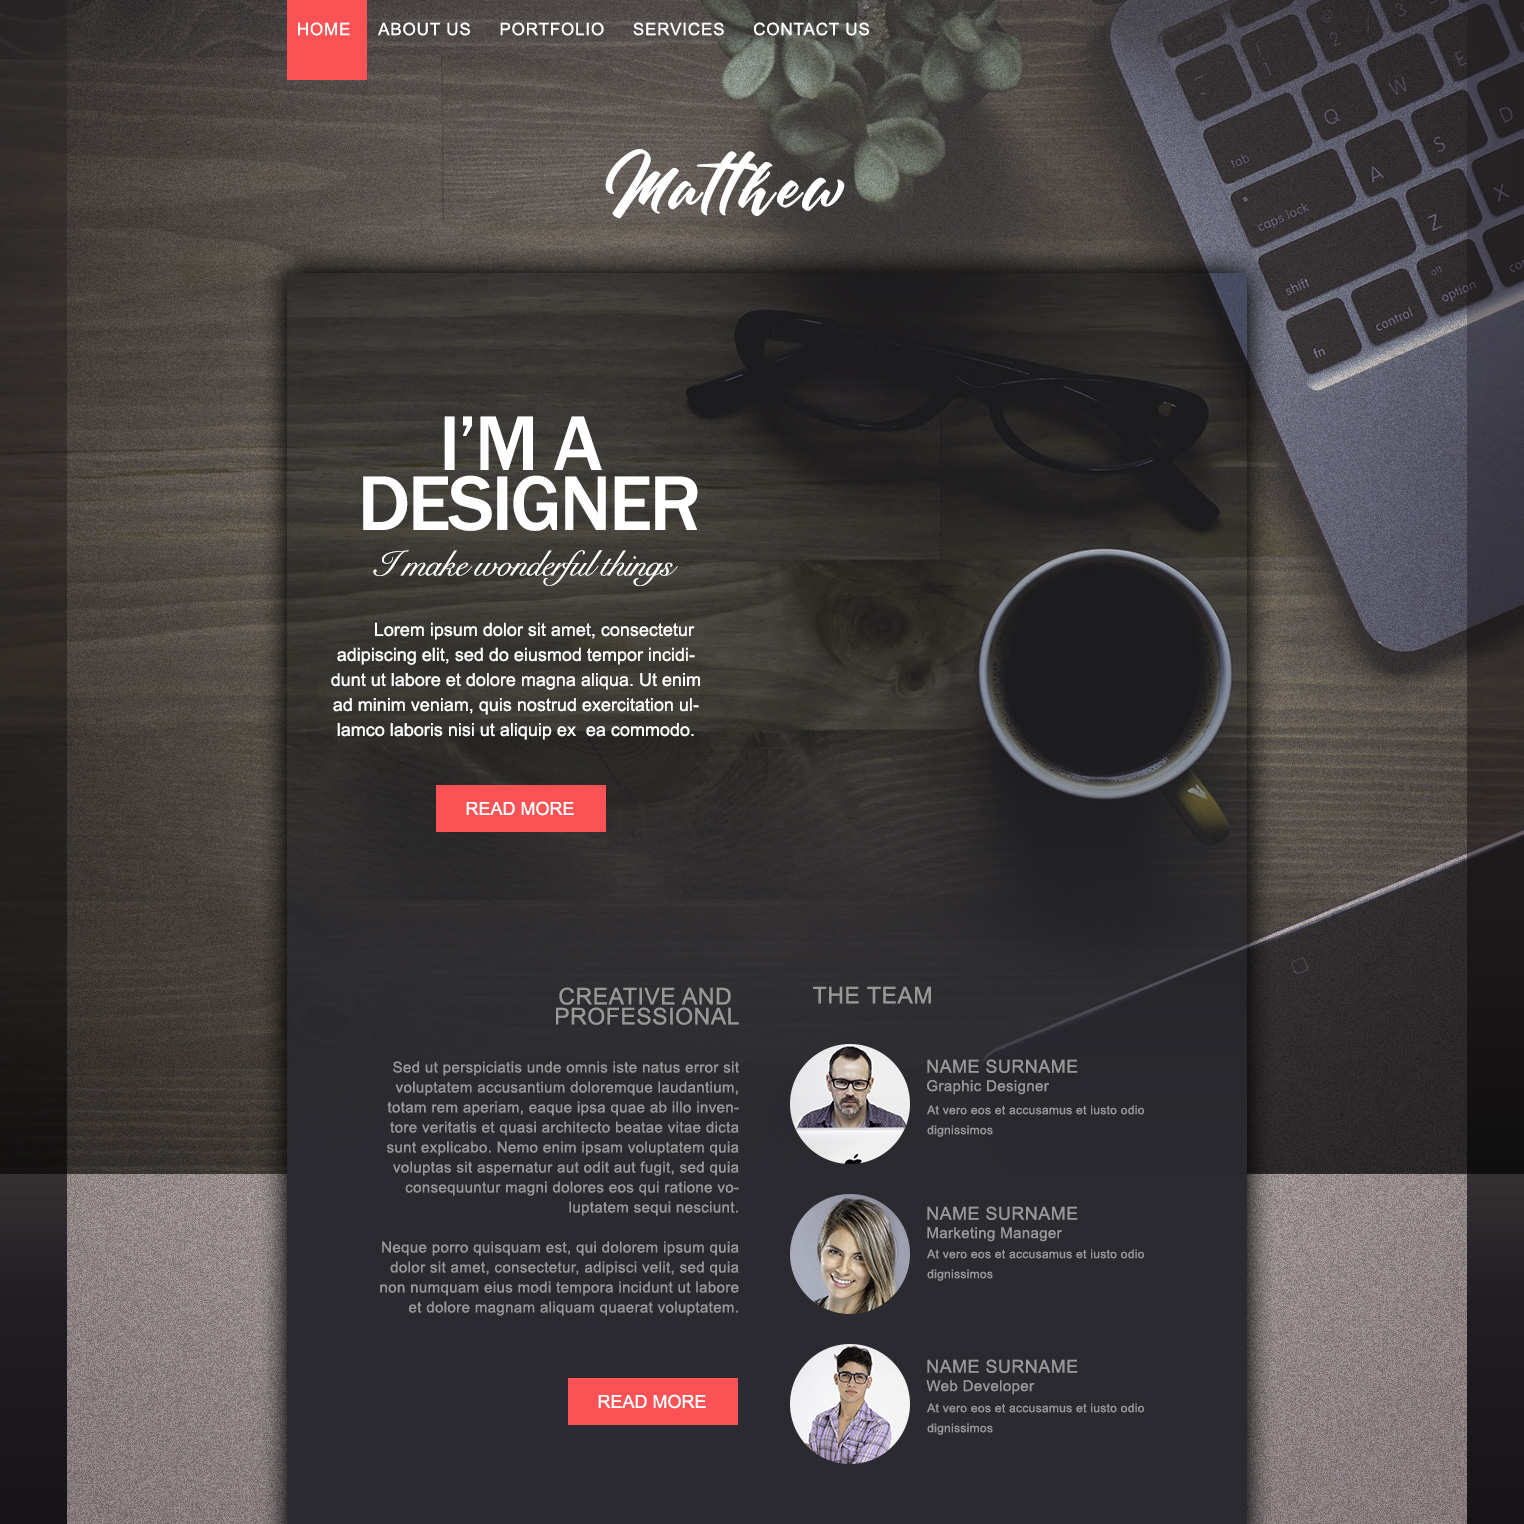 HOME ABOUT US PORTFOLIO SERVICES CONTACT US
Matthew
~ ! 1 @ 2 # 3
tab Q W E
caps lock A S D
shift Z X
fn control alt option
I'M A
DESIGNER
I make wonderful things
Lorem ipsum dolor sit amet, consectetur
adipiscing elit, sed do eiusmod tempor incidi-
dunt ut labore et dolore magna aliqua. Ut enim
ad minim veniam, quis nostrud exercitation ul-
lamco laboris nisi ut aliquip ex  ea commodo.
READ MORE
CREATIVE AND
PROFESSIONAL
Sed ut perspiciatis unde omnis iste natus error sit
voluptatem accusantium doloremque laudantium,
totam rem aperiam, eaque ipsa quae ab illo inven-
tore veritatis et quasi architecto beatae vitae dicta
sunt explicabo. Nemo enim ipsam voluptatem quia
voluptas sit aspernatur aut odit aut fugit, sed quia
consequuntur magni dolores eos qui ratione vo-
luptatem sequi nesciunt.
Neque porro quisquam est, qui dolorem ipsum quia
dolor sit amet, consectetur, adipisci velit, sed quia
non numquam eius modi tempora incidunt ut labore
et dolore magnam aliquam quaerat voluptatem.
READ MORE
THE TEAM
NAME SURNAME
Graphic Designer
At vero eos et accusamus et iusto odio
dignissimos
NAME SURNAME
Marketing Manager
At vero eos et accusamus et iusto odio
dignissimos
NAME SURNAME
Web Developer
At vero eos et accusamus et iusto odio
dignissimos